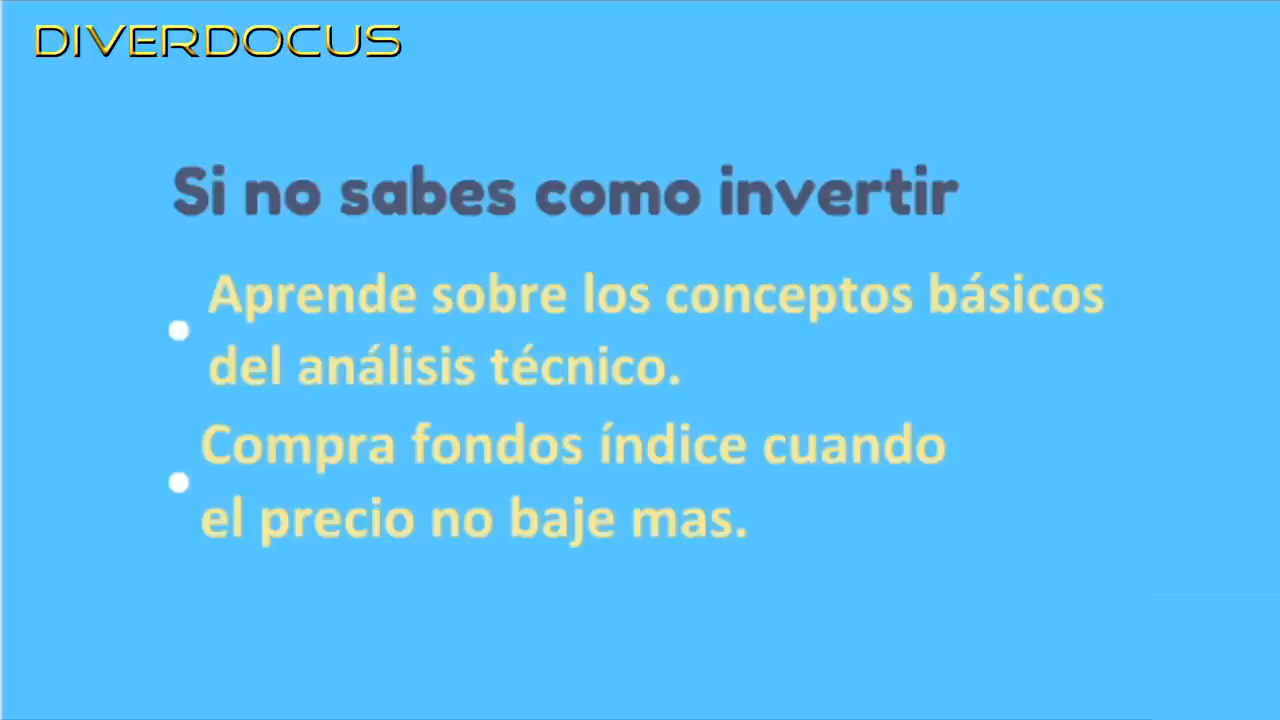 DIVERDOCUS
Si no sabes como invertir
Aprende sobre los conceptos básicos
del análisis técnico.
Compra fondos índice cuando
el precio no baje mas.